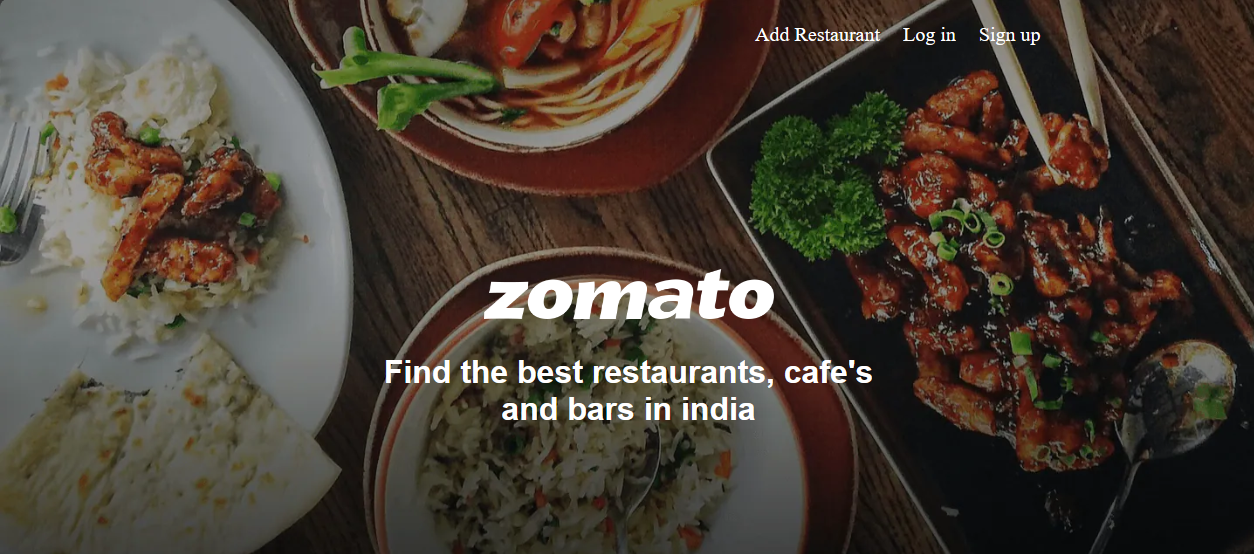 Add Restaurant Log in Sign up
zomato
Find the best restaurants, cafe's
and bars in india